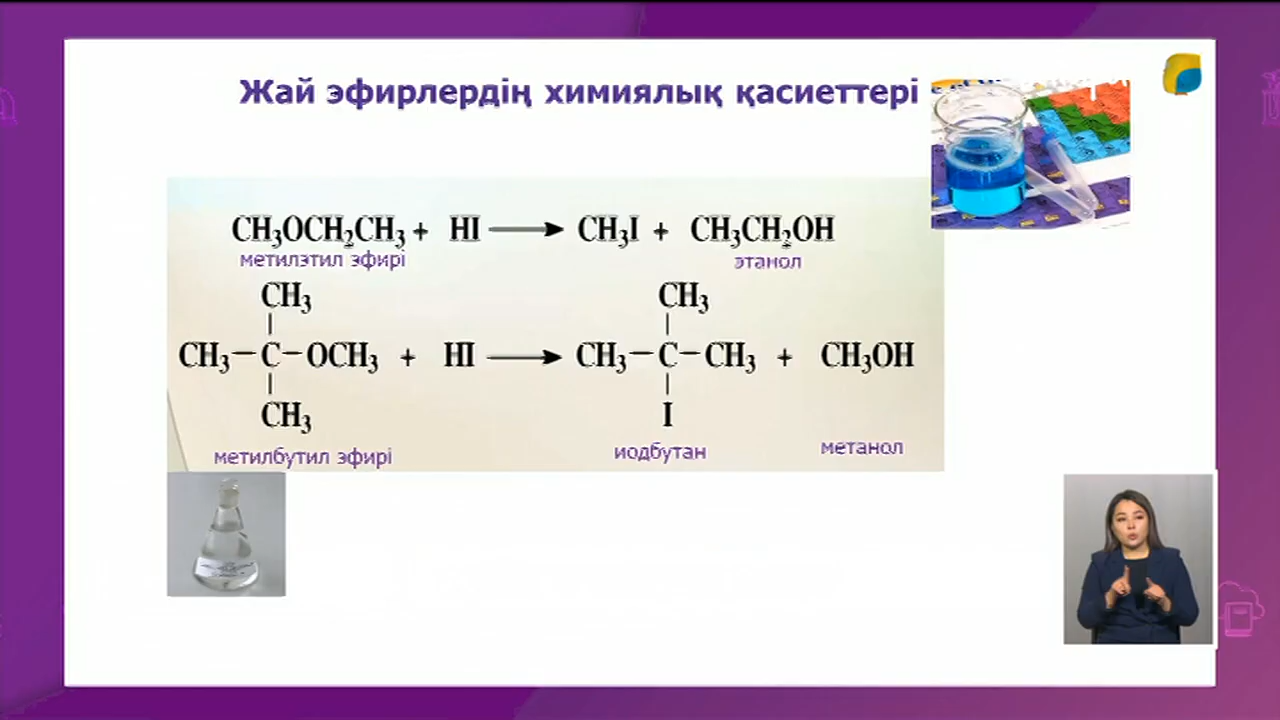 Жай эфирлердің химиялық қасиеттері
CH₃OCH₂CH₃ + HI ⟶ CH₃I + CH₃CH₂OH
метилэтил эфирі этанол
CH₃ CH₃
CH₃—C—OCH₃ + HI ⟶ CH₃—C—CH₃ + CH₃OH
CH₃ I
метилбутил эфирі иодбутан метанол